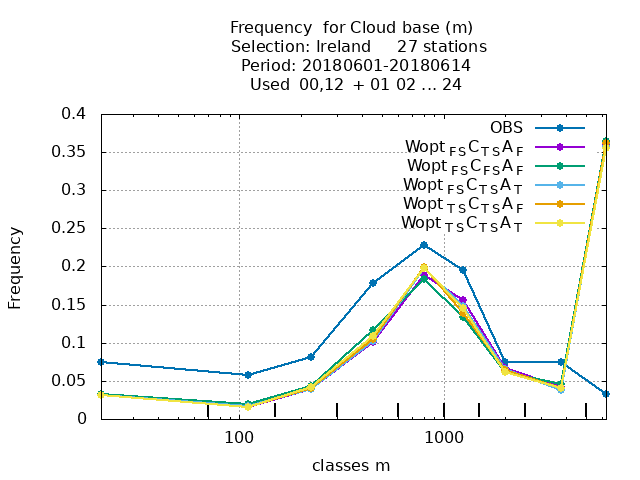 Frequency  for Cloud base (m)
Selection: Ireland     27 stations
Period: 20180601-20180614
Used  00,12  + 01 02 ... 24
0.4
0.35
0.3
0.25
0.2
0.15
0.1
0.05
0
Frequency
OBS
Wopt FS C TS A F
Wopt FS C FS A F
Wopt FS C TS A T
Wopt TS C TS A F
Wopt TS C TS A T
100
1000
classes m